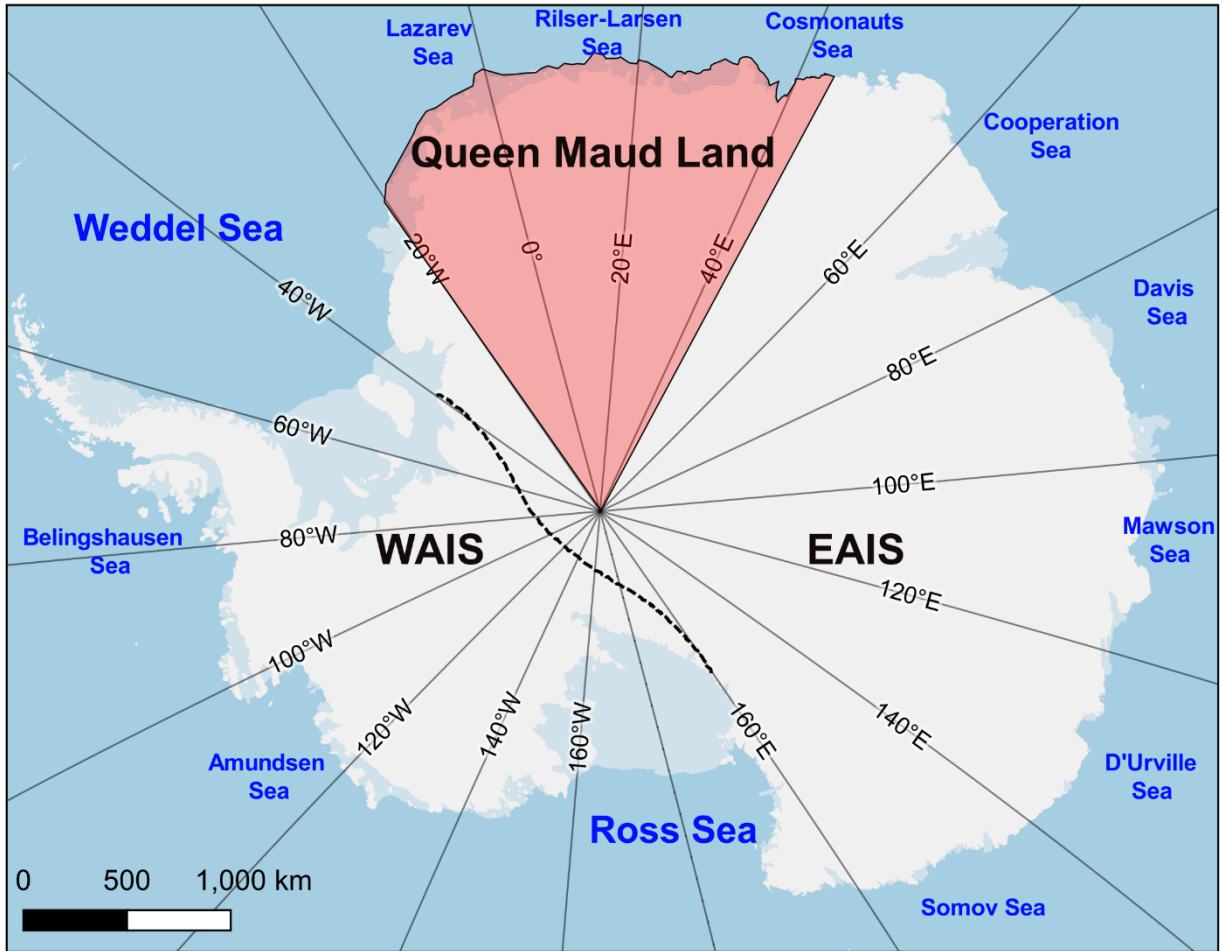 Lazarev
Sea
Rilser-Larsen
Sea
Cosmonauts
Sea
Cooperation
Sea
Queen Maud Land
Weddel Sea
20°W
0°
20°E
40°E
60°E
40°W
Davis
Sea
80°E
60°W
100°E
Belingshausen
Sea
80°W
WAIS
EAIS
Mawson
Sea
120°E
100°W
120°W
140°W
160°W
160°E
140°E
Amundsen
Sea
D'Urville
Sea
Ross Sea
0 500 1,000 km
Somov Sea